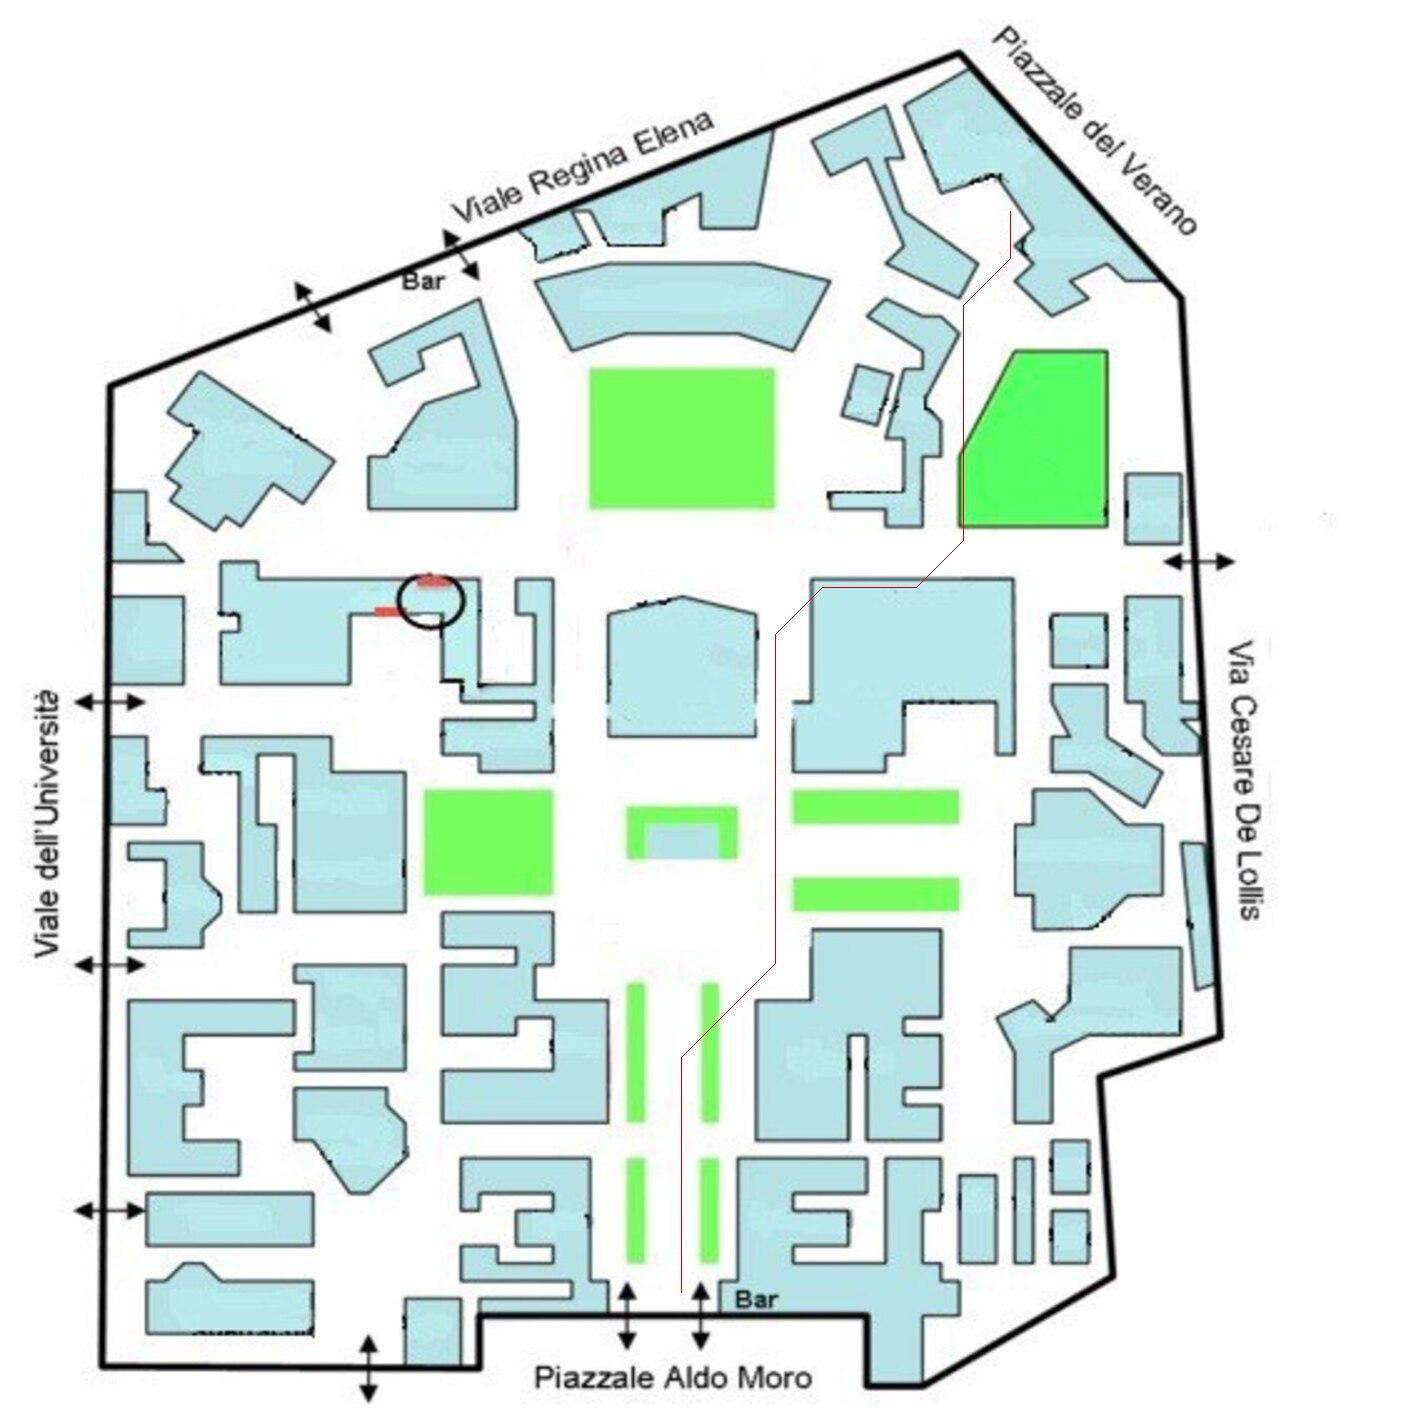 Piazzale del Verano
Viale Regina Elena
Bar
Viale dell'Università
Via Cesare De Lollis
Bar
Piazzale Aldo Moro